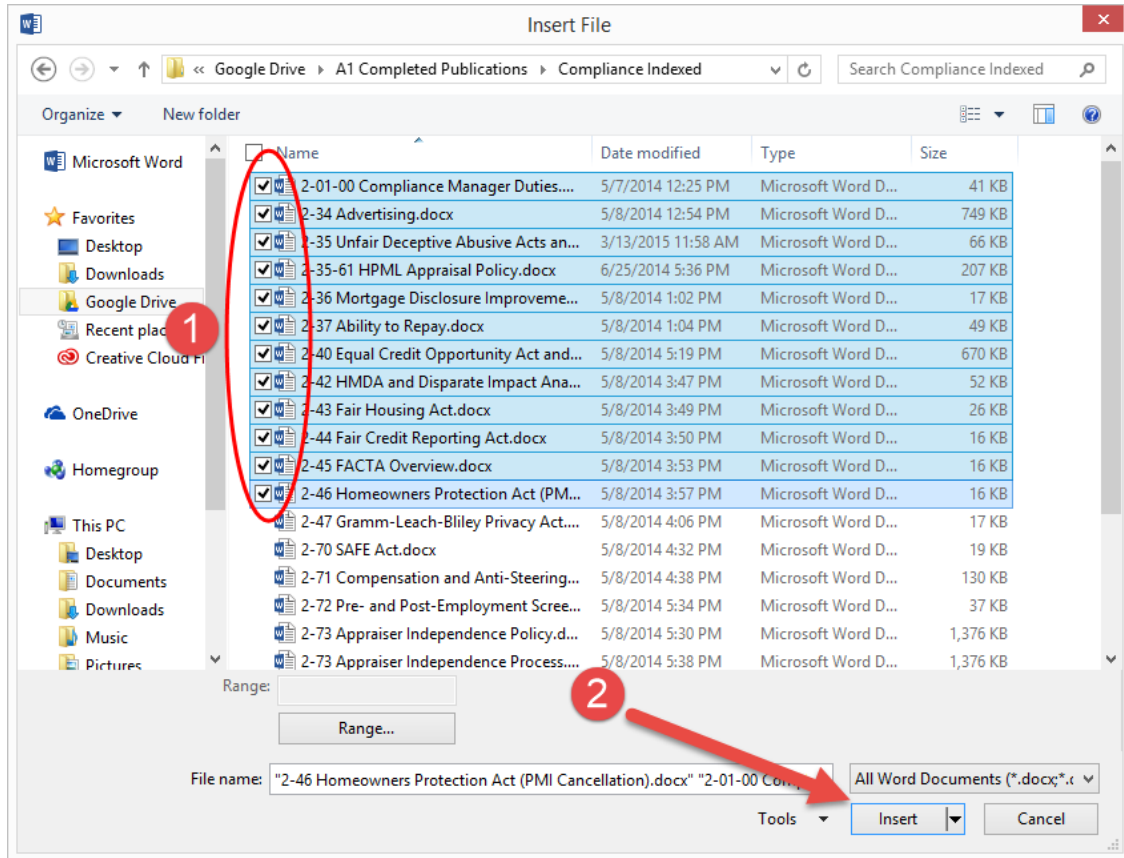 Insert File
« Google Drive ▸ A1 Completed Publications ▸ Compliance Indexed
Search Compliance Indexed
Organize
New folder
Microsoft Word
Favorites
Desktop
Downloads
Google Drive
Recent plac
Creative Cloud Fi
OneDrive
Homegroup
This PC
Desktop
Documents
Downloads
Music
Pictures
1
Name Date modified Type Size
2-01-00 Compliance Manager Duties.... 5/7/2014 12:25 PM Microsoft Word D... 41 KB
2-34 Advertising.docx 5/8/2014 12:54 PM Microsoft Word D... 749 KB
2-35 Unfair Deceptive Abusive Acts an... 3/13/2015 11:58 AM Microsoft Word D... 66 KB
2-35-61 HPML Appraisal Policy.docx 6/25/2014 5:36 PM Microsoft Word D... 207 KB
2-36 Mortgage Disclosure Improveme... 5/8/2014 1:02 PM Microsoft Word D... 17 KB
2-37 Ability to Repay.docx 5/8/2014 1:04 PM Microsoft Word D... 49 KB
2-40 Equal Credit Opportunity Act and... 5/8/2014 5:19 PM Microsoft Word D... 670 KB
2-42 HMDA and Disparate Impact Ana... 5/8/2014 3:47 PM Microsoft Word D... 52 KB
2-43 Fair Housing Act.docx 5/8/2014 3:49 PM Microsoft Word D... 26 KB
2-44 Fair Credit Reporting Act.docx 5/8/2014 3:50 PM Microsoft Word D... 16 KB
2-45 FACTA Overview.docx 5/8/2014 3:53 PM Microsoft Word D... 16 KB
2-46 Homeowners Protection Act (PM... 5/8/2014 3:57 PM Microsoft Word D... 16 KB
2-47 Gramm-Leach-Bliley Privacy Act.... 5/8/2014 4:06 PM Microsoft Word D... 17 KB
2-70 SAFE Act.docx 5/8/2014 4:32 PM Microsoft Word D... 19 KB
2-71 Compensation and Anti-Steering... 5/8/2014 4:38 PM Microsoft Word D... 130 KB
2-72 Pre- and Post-Employment Scree... 5/8/2014 5:34 PM Microsoft Word D... 37 KB
2-73 Appraiser Independence Policy.d... 5/8/2014 5:30 PM Microsoft Word D... 1,376 KB
2-73 Appraiser Independence Process.... 5/8/2014 5:38 PM Microsoft Word D... 1,376 KB
Range:
Range...
2
File name: "2-46 Homeowners Protection Act (PMI Cancellation).docx" "2-01-00 Com
All Word Documents (*.docx;*.c
Tools
Insert
Cancel